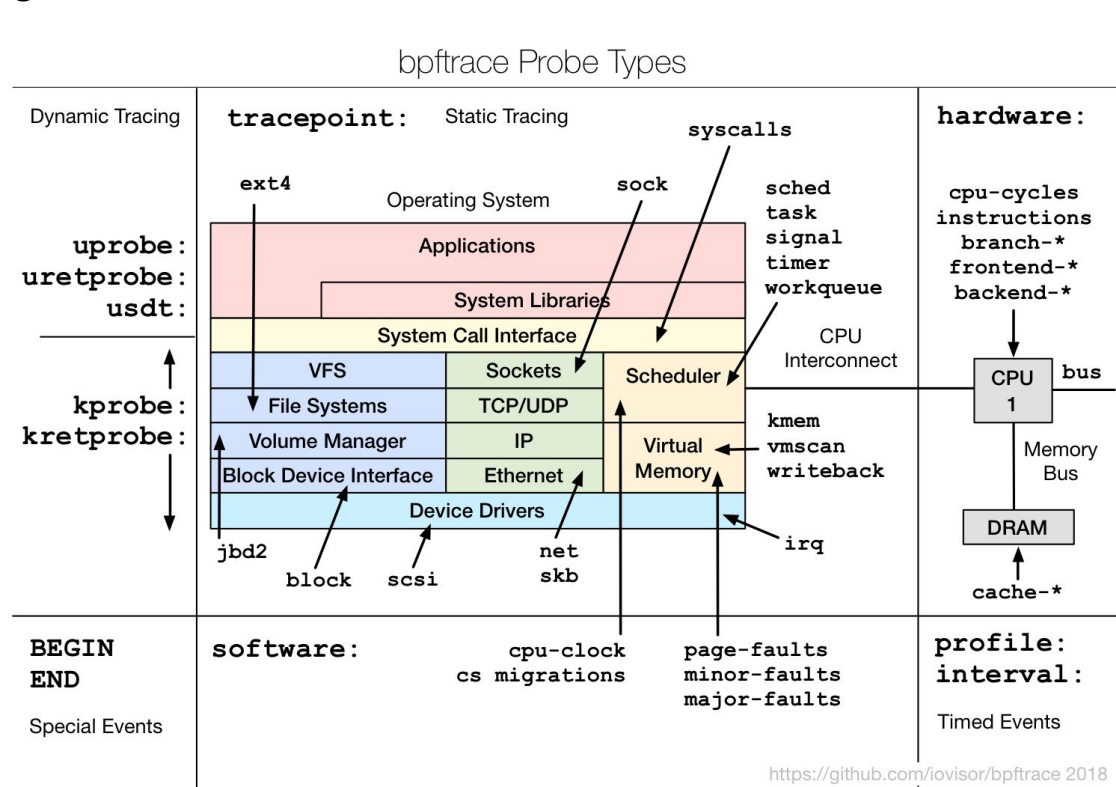 bpftrace Probe Types
Dynamic Tracing
tracepoint: Static Tracing
hardware:
syscalls
ext4
sock
Operating System
sched
task
signal
timer
workqueue
cpu-cycles
instructions
branch-*
frontend-*
backend-*
uprobe:
uretprobe:
usdt:
Applications
System Libraries
System Call Interface
CPU
Interconnect
VFS
Sockets
Scheduler
CPU
1
bus
kprobe:
kretprobe:
File Systems
TCP/UDP
Volume Manager
IP
Virtual
Memory
kmem
vmscan
writeback
Memory
Bus
Block Device Interface
Ethernet
Device Drivers
DRAM
jbd2
block
scsi
net
skb
irq
cache-*
BEGIN
END
Special Events
software:
cpu-clock
cs migrations
page-faults
minor-faults
major-faults
profile:
interval:
Timed Events
https://github.com/iovisor/bpftrace 2018